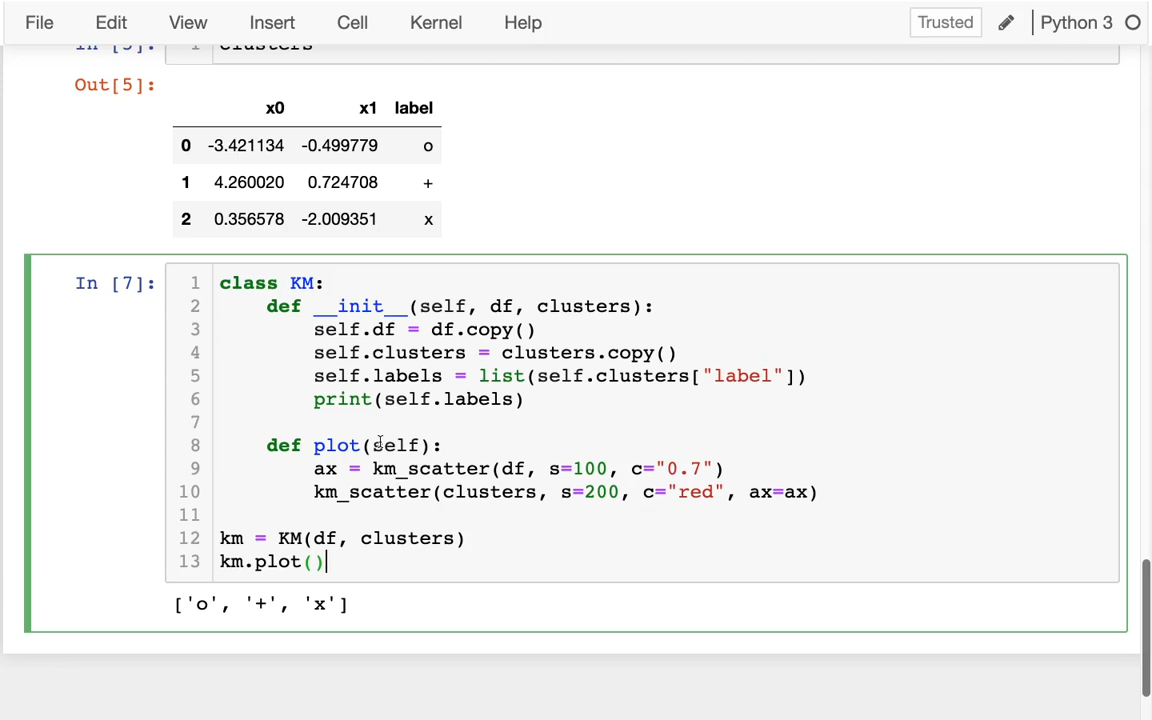 File Edit View Insert Cell Kernel Help Trusted Python 3
In [5]: 1 clusters
Out[5]:
x0 x1 label
0 -3.421134 -0.499779 o
1 4.260020 0.724708 +
2 0.356578 -2.009351 x
In [7]: 1 class KM:
2     def __init__(self, df, clusters):
3         self.df = df.copy()
4         self.clusters = clusters.copy()
5         self.labels = list(self.clusters["label"])
6         print(self.labels)
7
8     def plot(self):
9         ax = km_scatter(df, s=100, c="0.7")
10         km_scatter(clusters, s=200, c="red", ax=ax)
11
12 km = KM(df, clusters)
13 km.plot()
['o', '+', 'x']